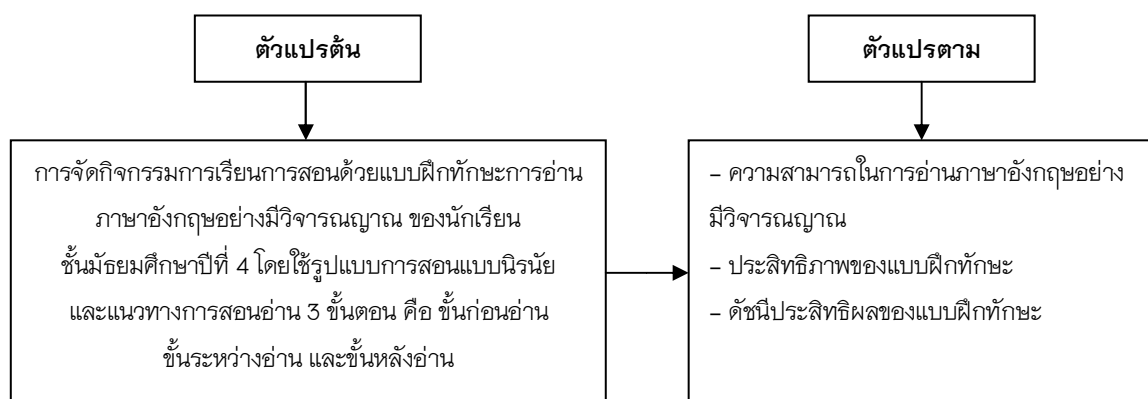 ตัวแปรต้น
ตัวแปรตาม
การจัดกิจกรรมการเรียนการสอนด้วยแบบฝึกทักษะการอ่าน
ภาษาอังกฤษอย่างมีวิจารณญาณ ของนักเรียน
ชั้นมัธยมศึกษาปีที่ 4 โดยใช้รูปแบบการสอนแบบนิรนัย
และแนวทางการสอนอ่าน 3 ขั้นตอน คือ ขั้นก่อนอ่าน
ขั้นระหว่างอ่าน และขั้นหลังอ่าน
– ความสามารถในการอ่านภาษาอังกฤษอย่าง
มีวิจารณญาณ
– ประสิทธิภาพของแบบฝึกทักษะ
– ดัชนีประสิทธิผลของแบบฝึกทักษะ